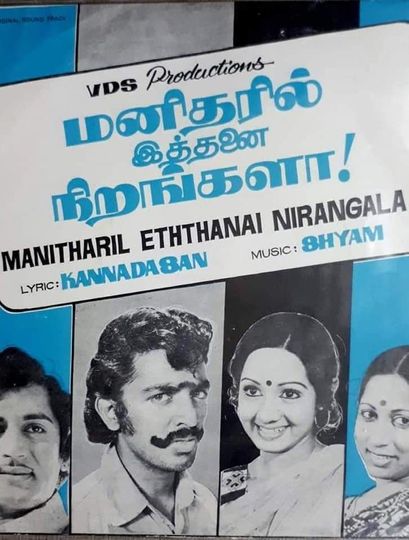 ORIGINAL SOUND TRACK
VDS Productions
மனிதரில்
இத்தனை
நிறங்களா!
MANITHARIL ETHTHANAI NIRANGALA
LYRIC: KANNADASAN MUSIC: SHYAM